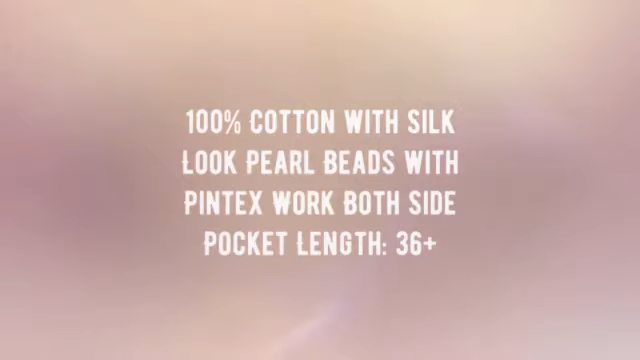 100% Cotton with silk
Look Pearl Beads with
Pintex work Both side
Pocket Length: 36+